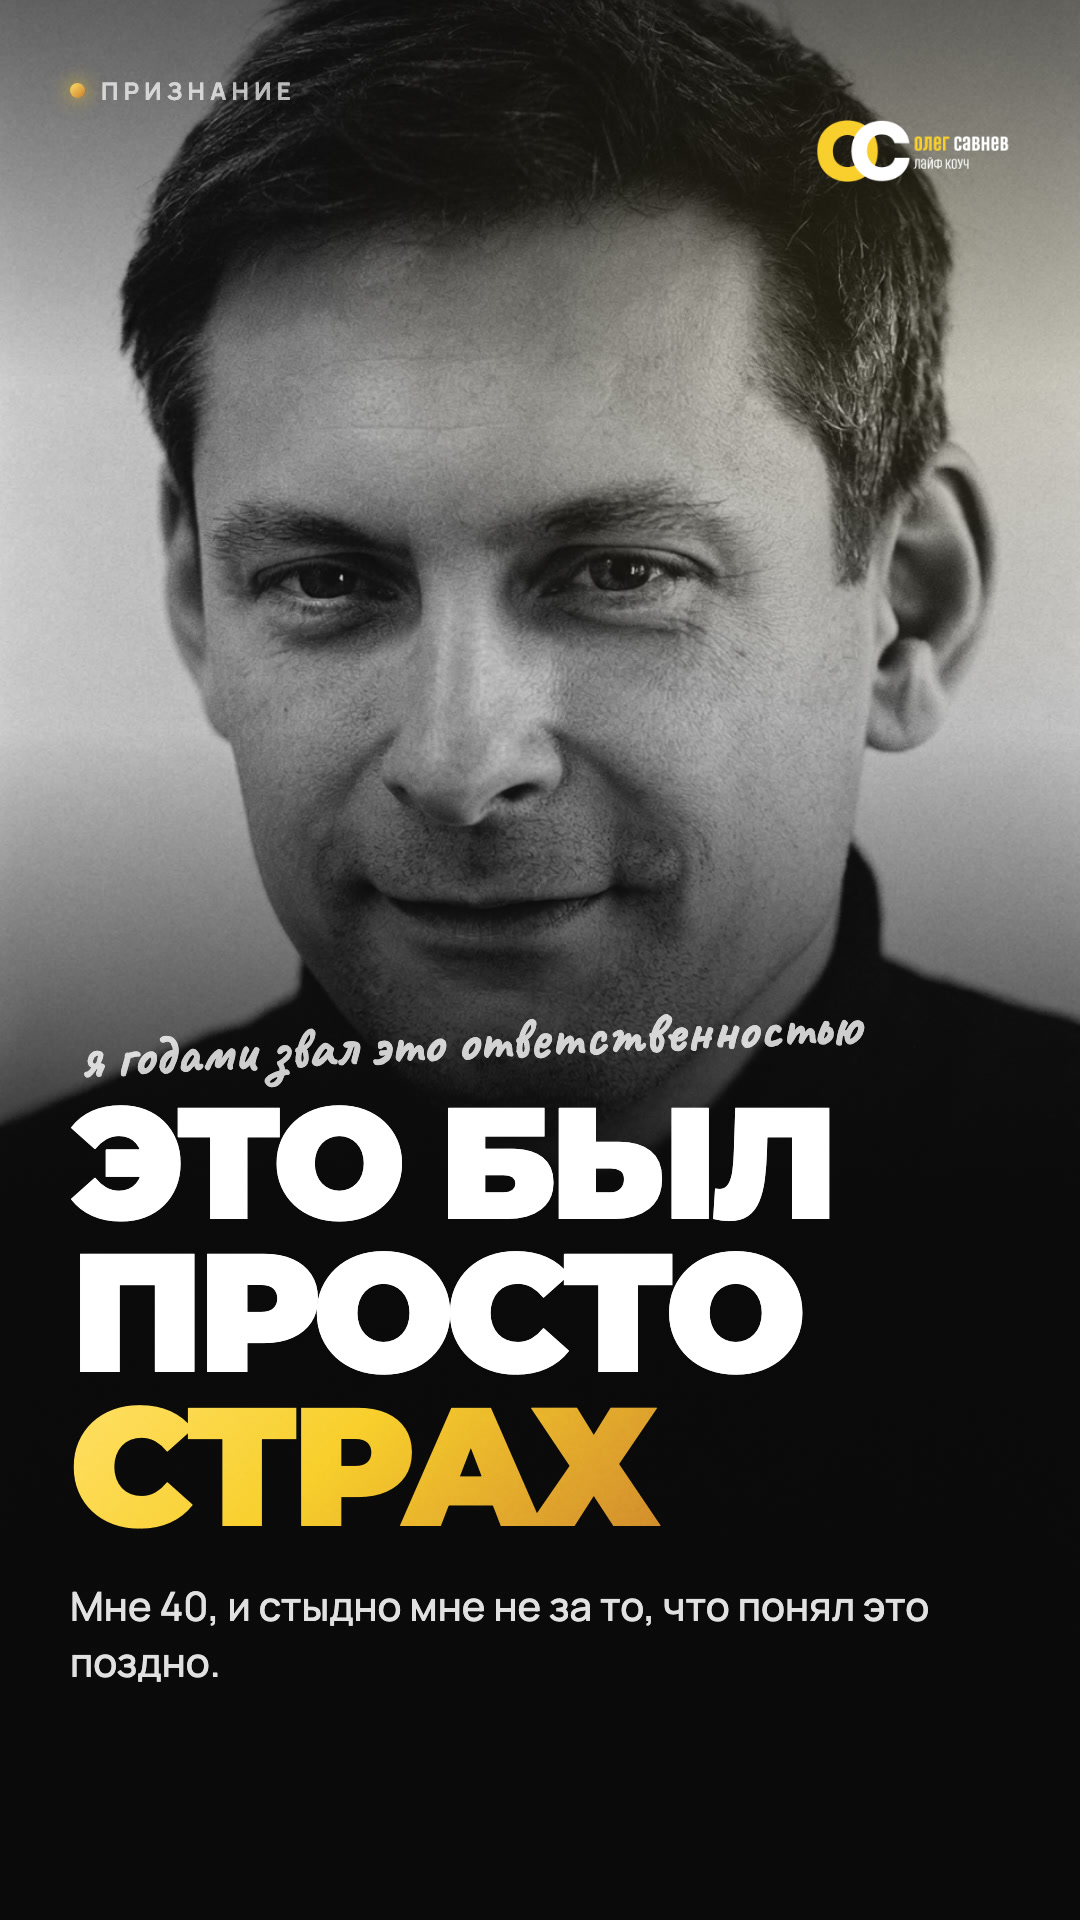 ПРИЗНАНИЕ
ОС олег савнев
лайф коуч
я годами звал это ответственностью
ЭТО БЫЛ
ПРОСТО
СТРАХ
Мне 40, и стыдно мне не за то, что понял это
поздно.